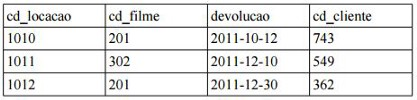 cd_locacao cd_filme devolucao cd_cliente
1010 201 2011-10-12 743
1011 302 2011-12-10 549
1012 201 2011-12-30 362